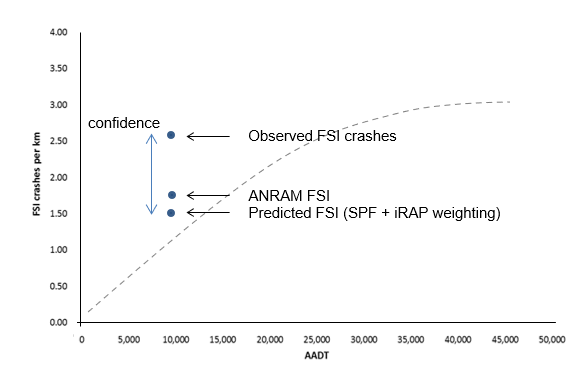 4.00
3.50
3.00
confidence
2.50
Observed FSI crashes
FSI crashes per km
2.00
ANRAM FSI
1.50
Predicted FSI (SPF + iRAP weighting)
1.00
0.50
0.00
0 5,000 10,000 15,000 20,000 25,000 30,000 35,000 40,000 45,000 50,000
AADT